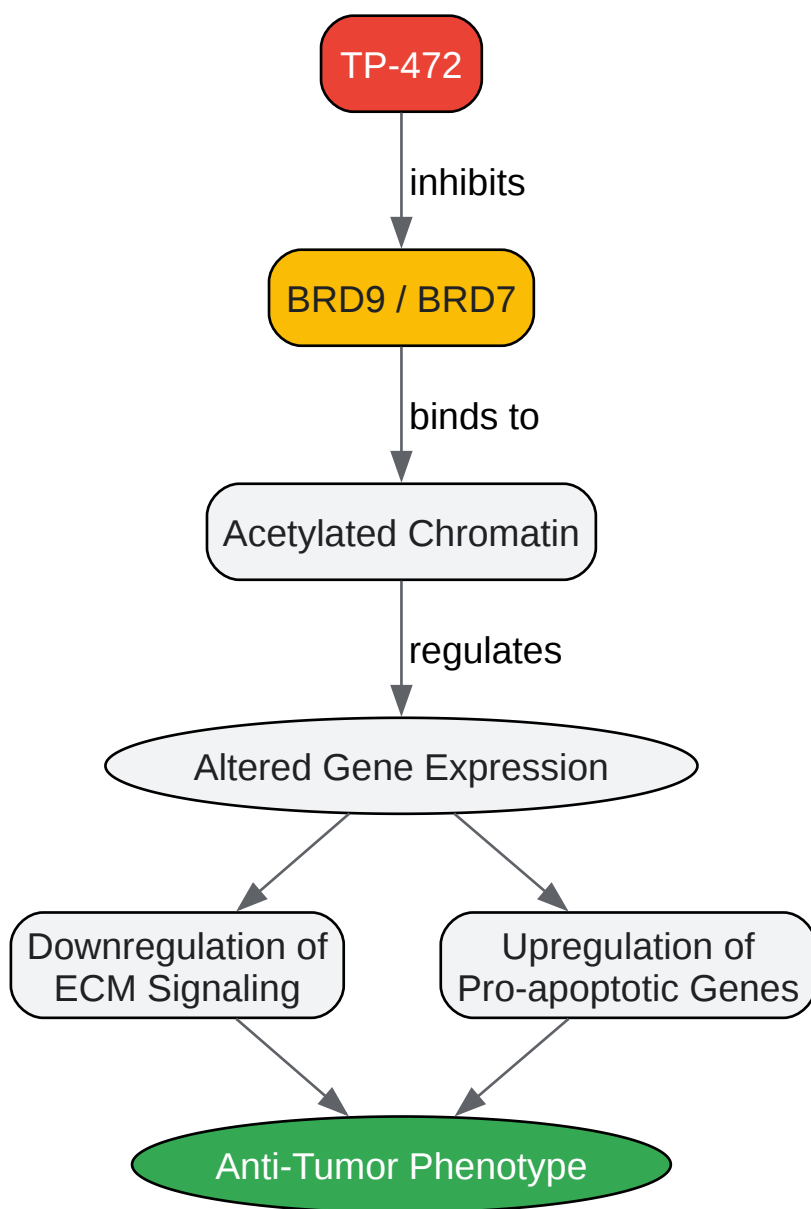 TP-472
inhibits
BRD9 / BRD7
binds to
Acetylated Chromatin
regulates
Altered Gene Expression
Downregulation of
ECM Signaling
Upregulation of
Pro-apoptotic Genes
Anti-Tumor Phenotype